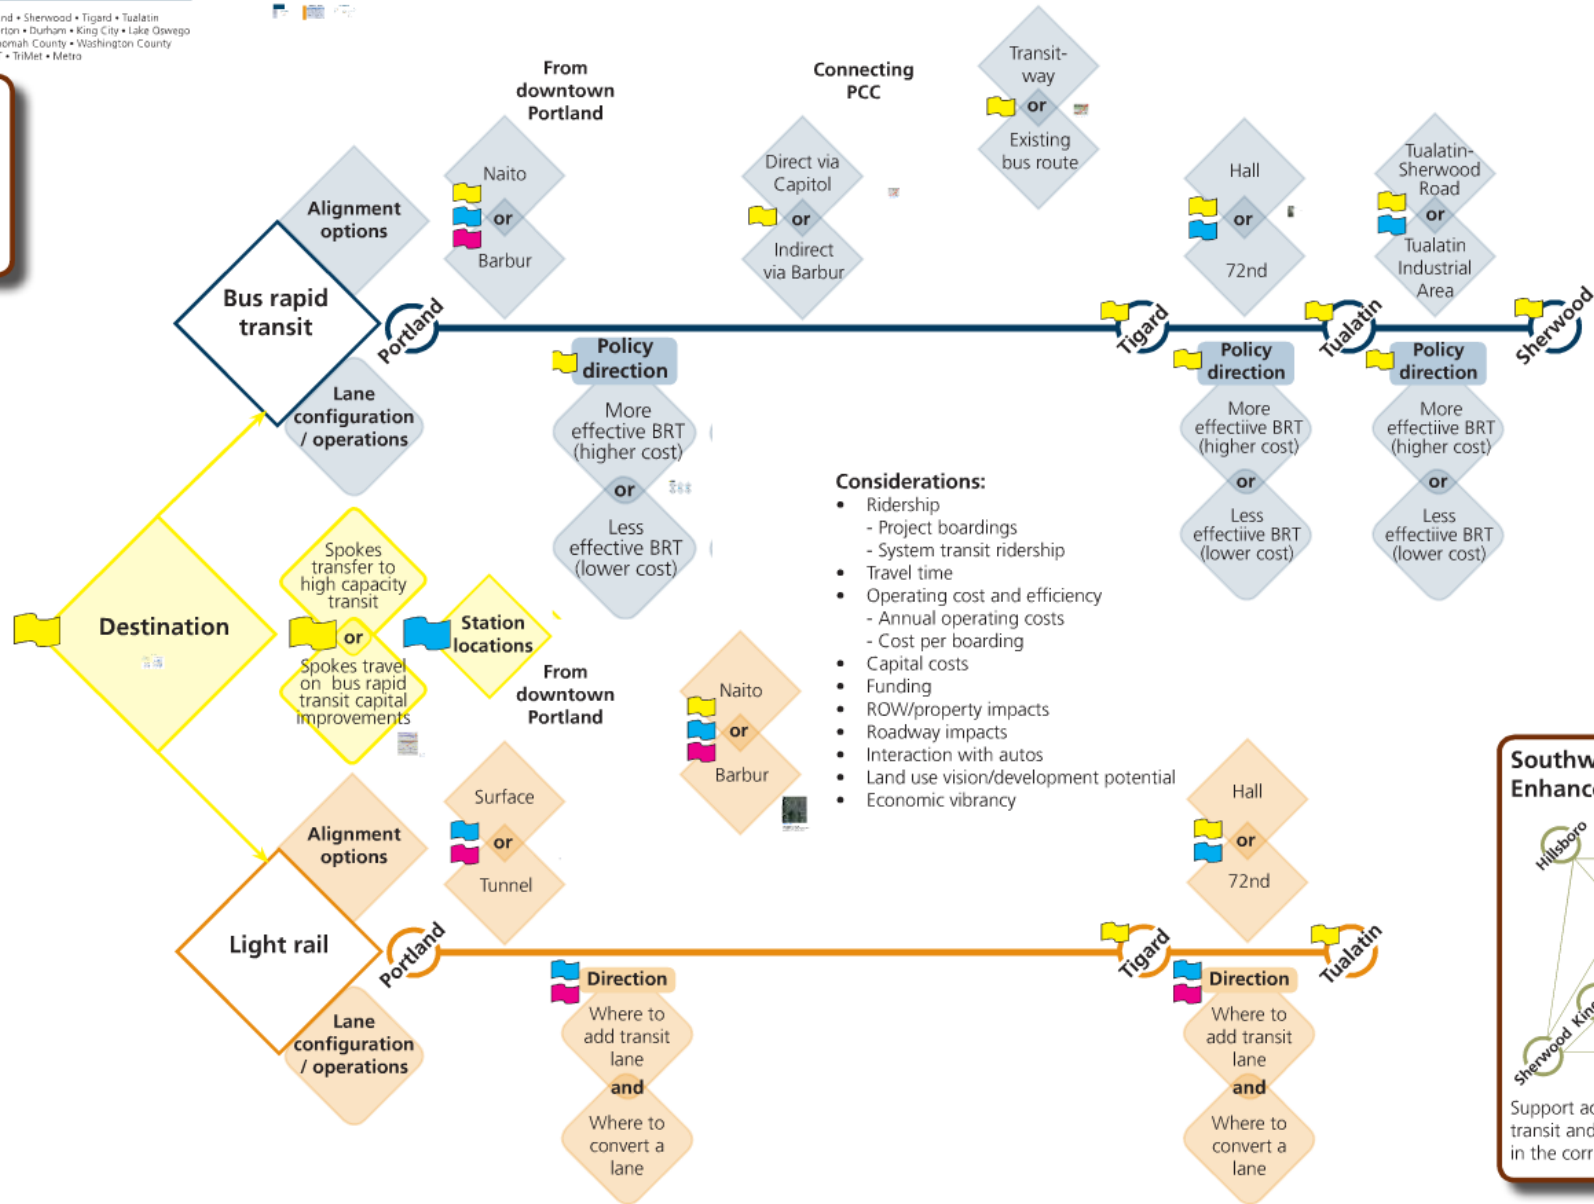 nd • Sherwood • Tigard • Tualatin
rton • Durham • King City • Lake Oswego
omah County • Washington County
• TriMet • Metro
From
downtown
Portland
Connecting
PCC
Transit-
way
or
Existing
bus route
Alignment
options
Naito
or
Barbur
Direct via
Capitol
or
Indirect
via Barbur
Hall
or
72nd
Tualatin-
Sherwood
Road
or
Tualatin
Industrial
Area
Bus rapid
transit
Portland
Tigard
Tualatin
Sherwood
Lane
configuration
/ operations
Policy
direction
More
effective BRT
(higher cost)
or
Less
effective BRT
(lower cost)
Policy
direction
More
effectiive BRT
(higher cost)
or
Less
effectiive BRT
(lower cost)
Policy
direction
More
effectiive BRT
(higher cost)
or
Less
effectiive BRT
(lower cost)
Considerations:
• Ridership
- Project boardings
- System transit ridership
• Travel time
• Operating cost and efficiency
- Annual operating costs
- Cost per boarding
• Capital costs
• Funding
• ROW/property impacts
• Roadway impacts
• Interaction with autos
• Land use vision/development potential
• Economic vibrancy
Destination
Spokes
transfer to
high capacity
transit
or
Spokes travel
on bus rapid
transit capital
improvements
Station
locations
From
downtown
Portland
Naito
or
Barbur
Alignment
options
Surface
or
Tunnel
Hall
or
72nd
Light rail
Portland
Tigard
Tualatin
Lane
configuration
/ operations
Direction
Where to
add transit
lane
and
Where to
convert a
lane
Direction
Where to
add transit
lane
and
Where to
convert a
lane
Southw
Enhanc
Hillsboro
Sherwood
King
Support ac
transit and
in the corr